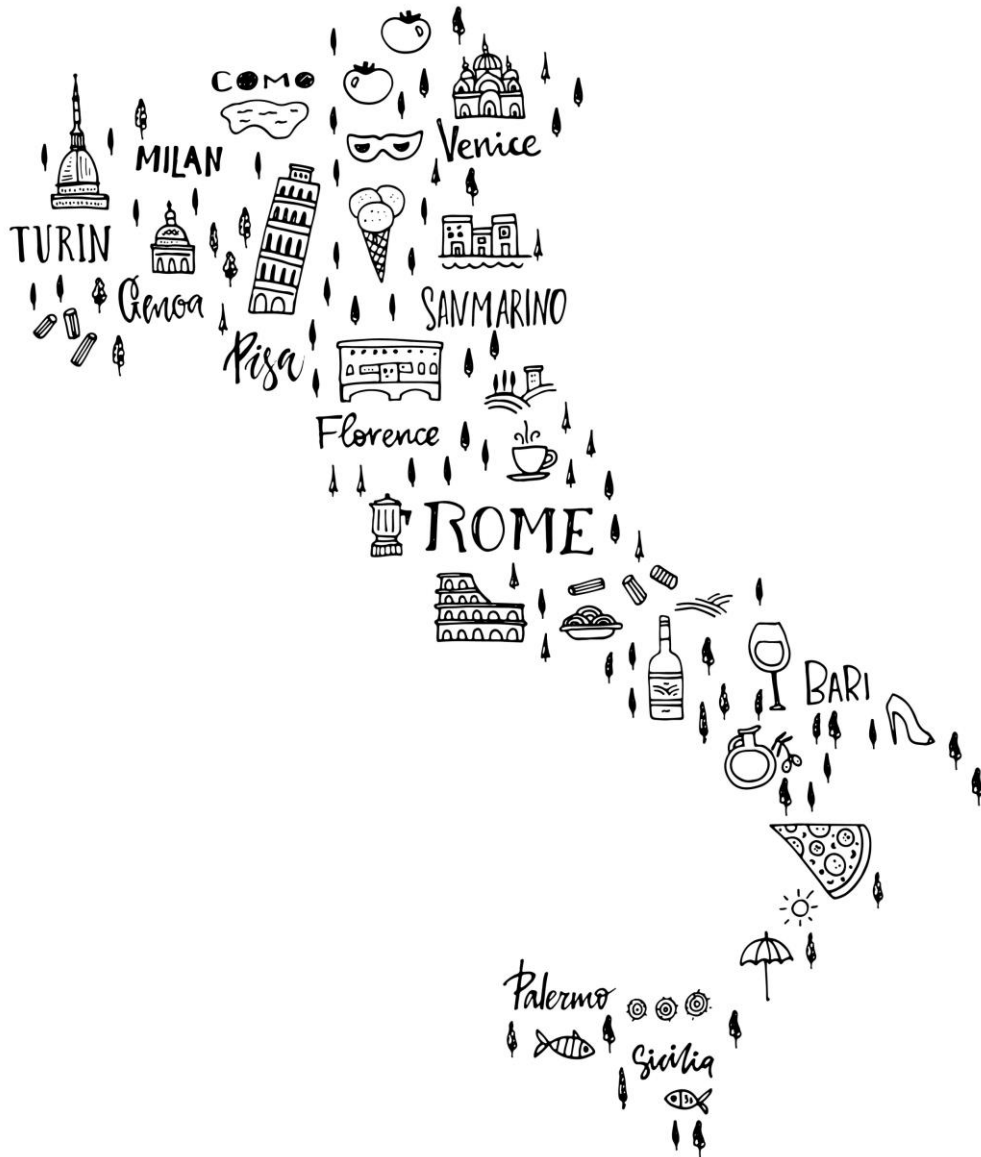 COMO
Venice
MILAN
TURIN
Genoa
SANMARINO
Pisa
Florence
ROME
BARI
Palermo
Sicilia